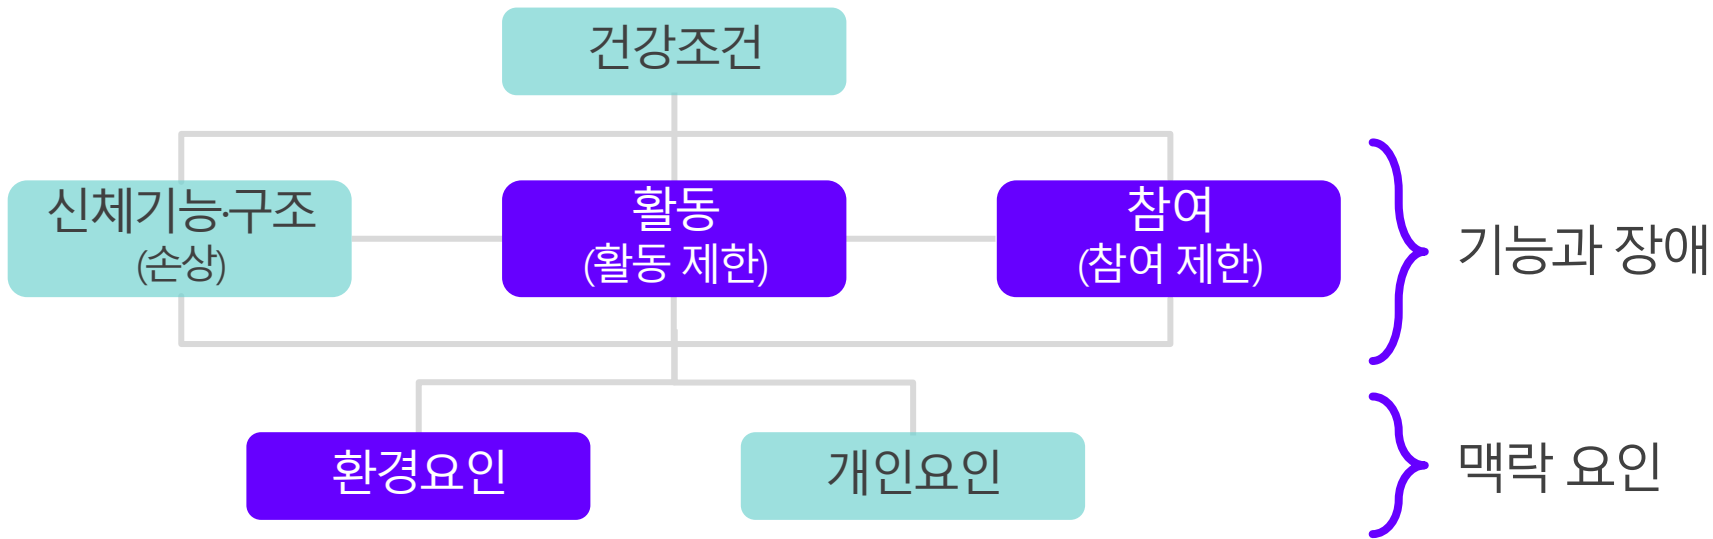 건강조건
신체기능·구조
(손상)
활동
(활동 제한)
참여
(참여 제한)
기능과 장애
환경요인
개인요인
맥락 요인